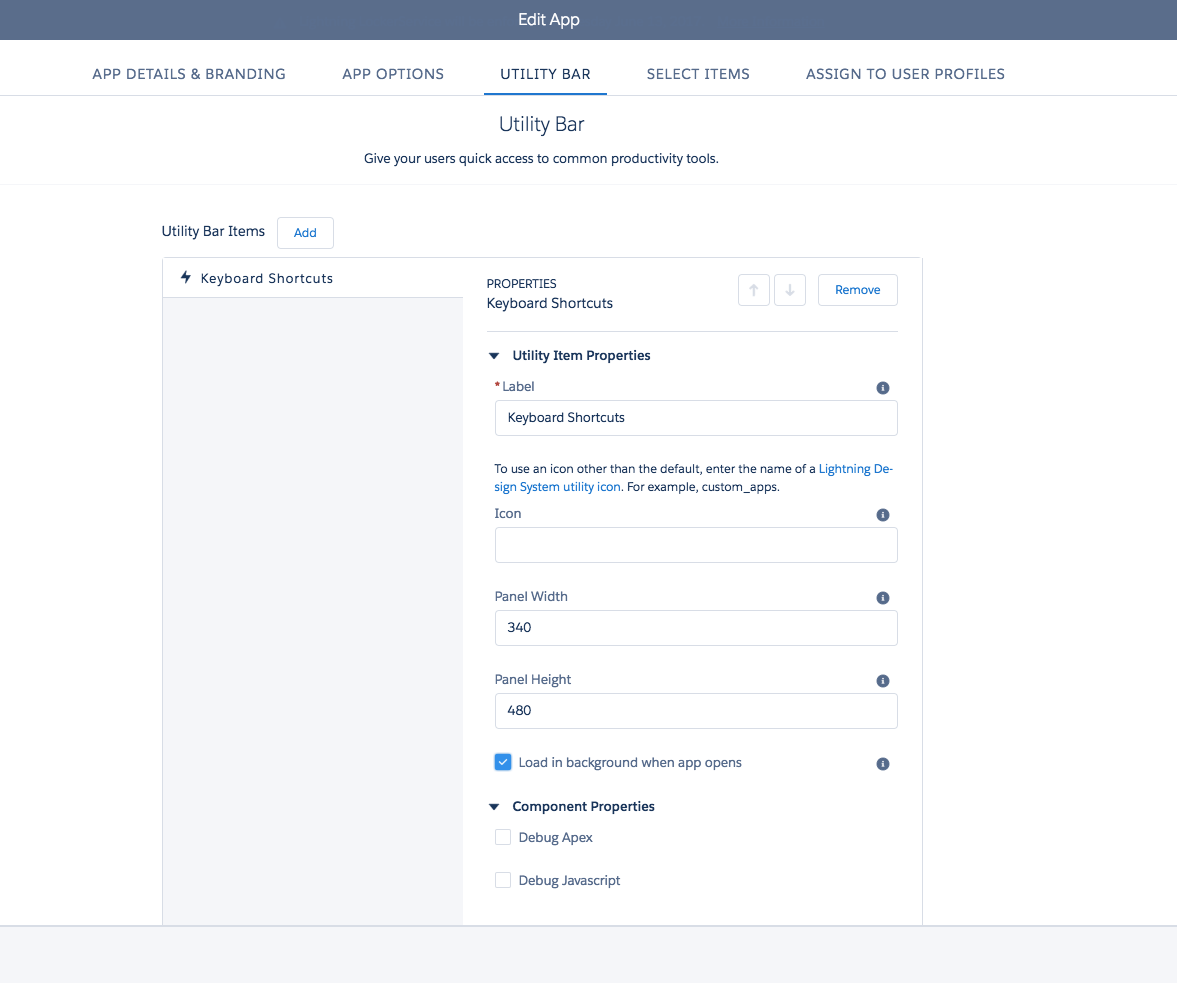 Edit App
APP DETAILS & BRANDING APP OPTIONS UTILITY BAR SELECT ITEMS ASSIGN TO USER PROFILES
Utility Bar
Give your users quick access to common productivity tools.
Utility Bar Items Add
Keyboard Shortcuts
PROPERTIES
Keyboard Shortcuts
Remove
Utility Item Properties
* Label
Keyboard Shortcuts
To use an icon other than the default, enter the name of a Lightning De-
sign System utility icon. For example, custom_apps.
Icon
Panel Width
340
Panel Height
480
Load in background when app opens
Component Properties
Debug Apex
Debug Javascript